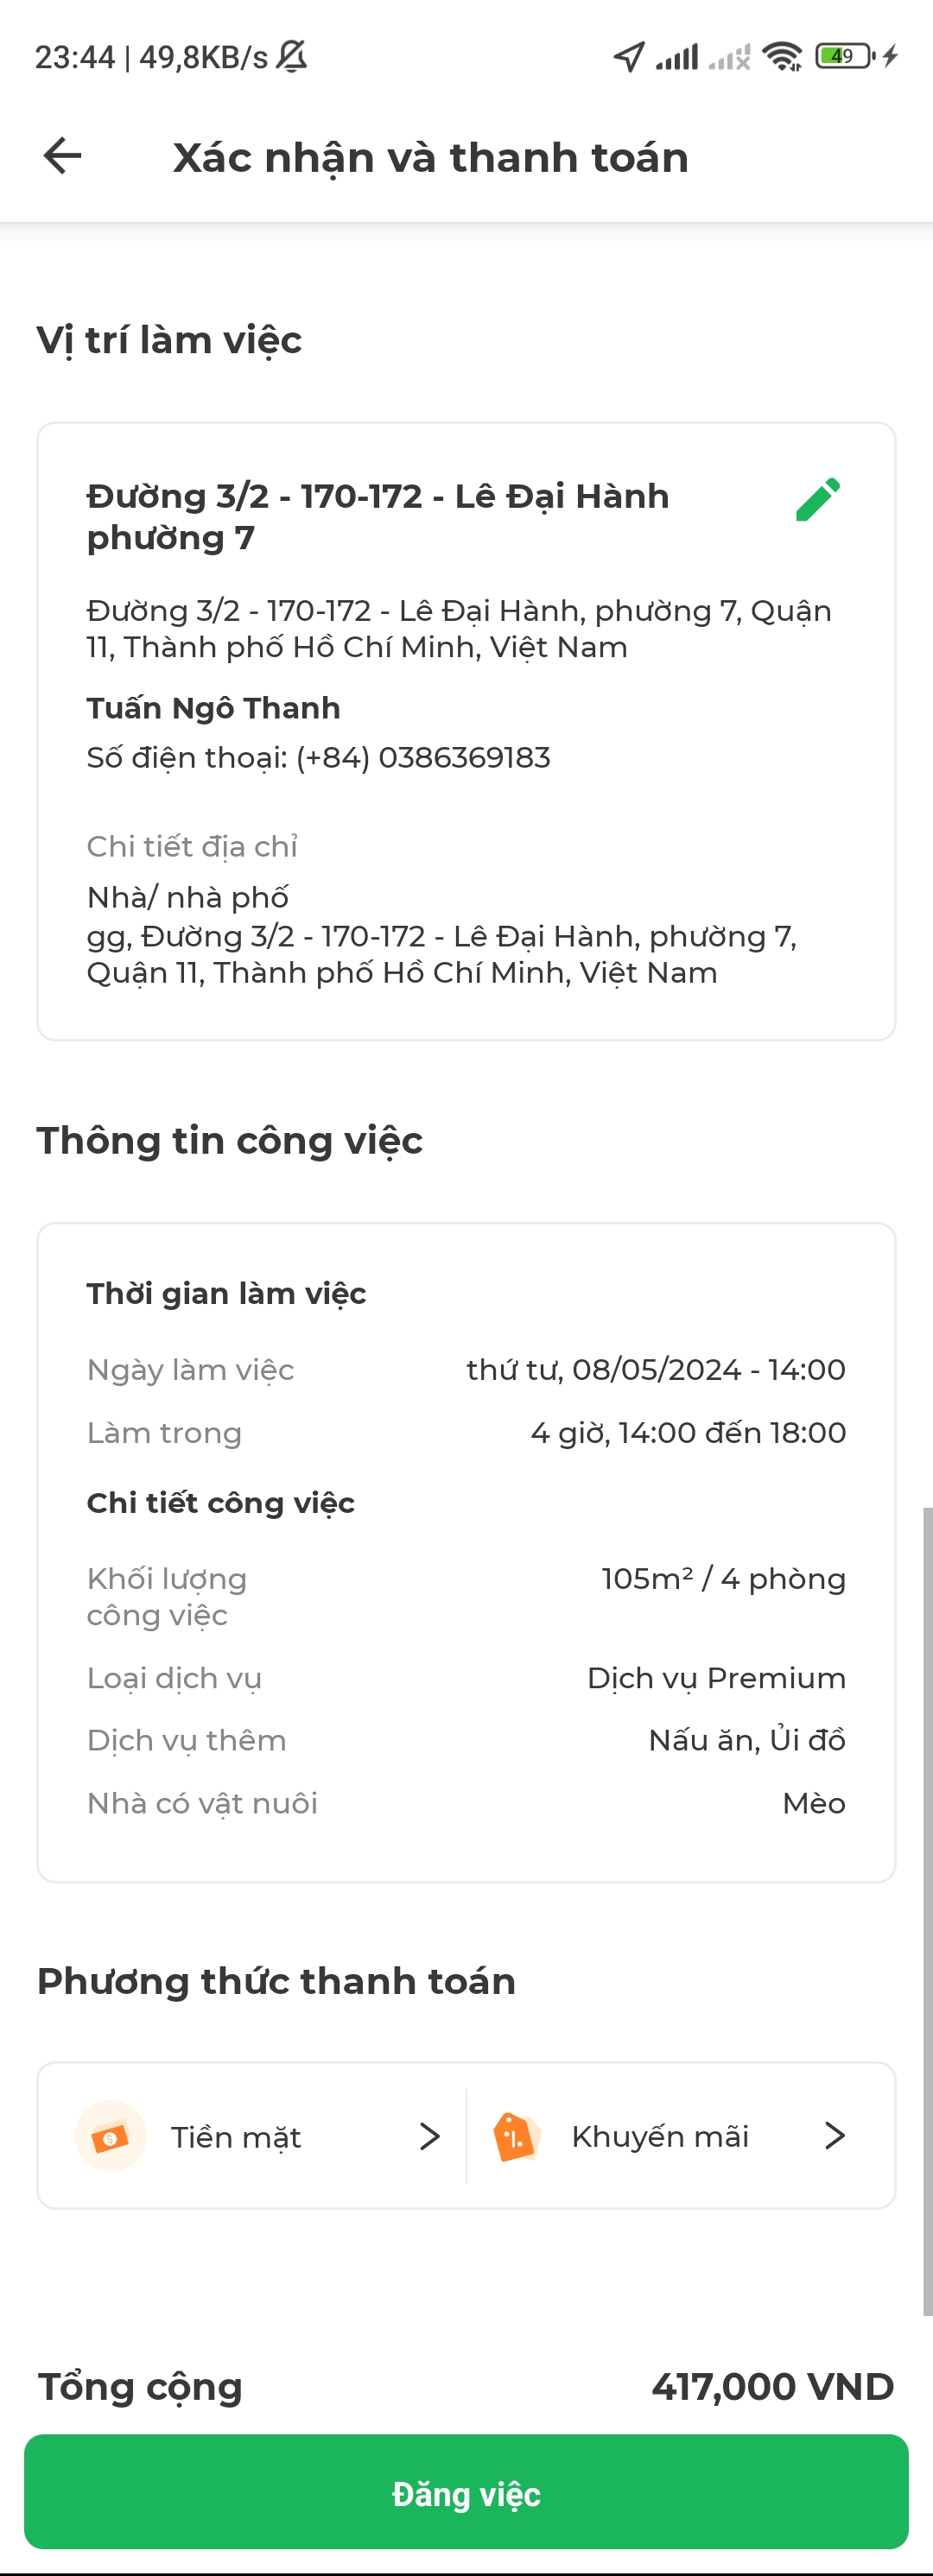 23:44 | 49,8KB/s
49
Xác nhận và thanh toán
Vị trí làm việc
Đường 3/2 - 170-172 - Lê Đại Hành
phường 7
Đường 3/2 - 170-172 - Lê Đại Hành, phường 7, Quận
11, Thành phố Hồ Chí Minh, Việt Nam
Tuấn Ngô Thanh
Số điện thoại: (+84) 0386369183
Chi tiết địa chỉ
Nhà/ nhà phố
gg, Đường 3/2 - 170-172 - Lê Đại Hành, phường 7,
Quận 11, Thành phố Hồ Chí Minh, Việt Nam
Thông tin công việc
Thời gian làm việc
Ngày làm việc thứ tư, 08/05/2024 - 14:00
Làm trong 4 giờ, 14:00 đến 18:00
Chi tiết công việc
Khối lượng 105m² / 4 phòng
công việc
Loại dịch vụ Dịch vụ Premium
Dịch vụ thêm Nấu ăn, Ủi đồ
Nhà có vật nuôi Mèo
Phương thức thanh toán
Tiền mặt Khuyến mãi
Tổng cộng 417,000 VND
Đăng việc